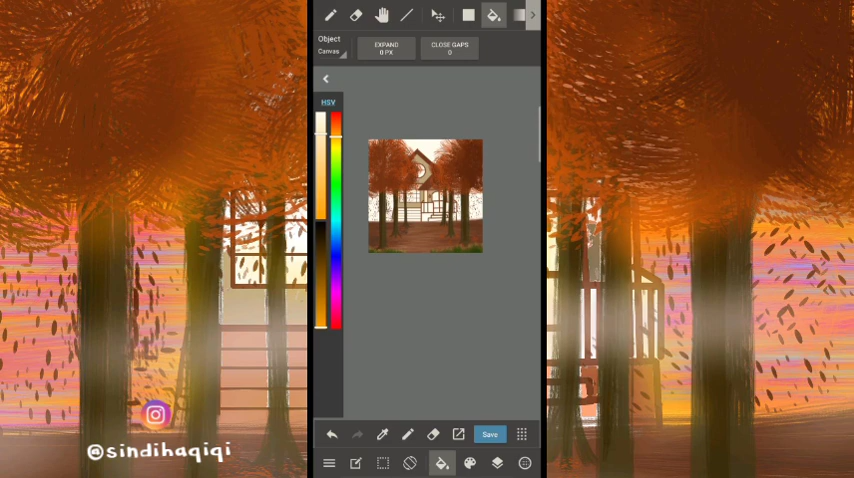 Object
Canvas
EXPAND
0 PX
CLOSE GAPS
0
HSV
Save
@sindihaqiqi